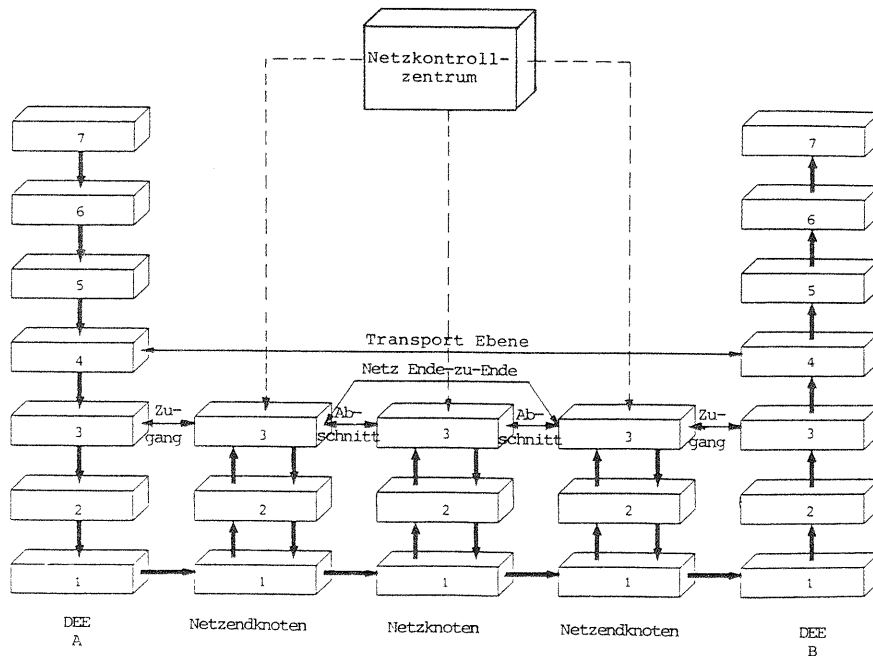 Netzkontroll-
zentrum
7
7
6
6
5
5
Transport Ebene
4
4
Netz Ende-zu-Ende
Zu-
gang
Ab-
schnitt
Ab-
schnitt
Zu-
gang
3
3
3
3
3
2
2
2
2
2
1
1
1
1
1
DEE
A
Netzendknoten
Netzknoten
Netzendknoten
DEE
B